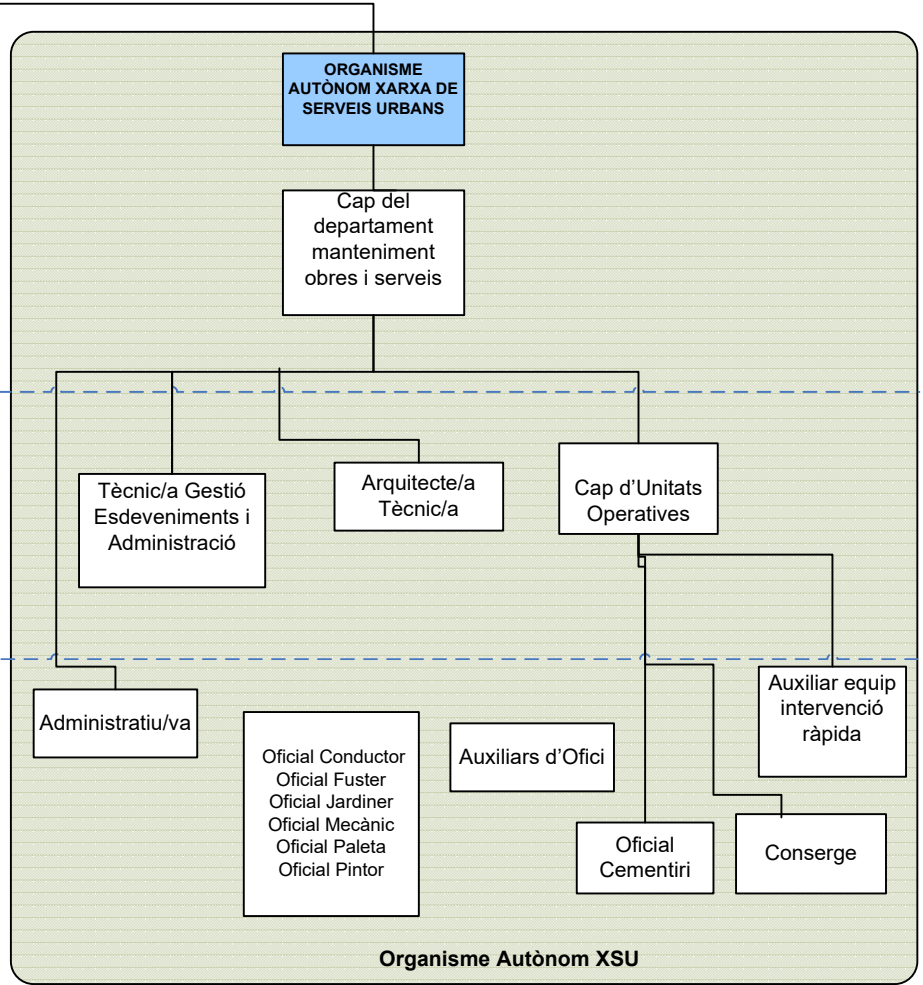 ORGANISME
AUTÒNOM XARXA DE
SERVEIS URBANS
Cap del
departament
manteniment
obres i serveis
Tècnic/a Gestió
Esdeveniments i
Administració
Arquitecte/a
Tècnic/a
Cap d’Unitats
Operatives
Administratiu/va
Oficial Conductor
Oficial Fuster
Oficial Jardiner
Oficial Mecànic
Oficial Paleta
Oficial Pintor
Auxiliars d’Ofici
Auxiliar equip
intervenció
ràpida
Oficial
Cementiri
Conserge
Organisme Autònom XSU